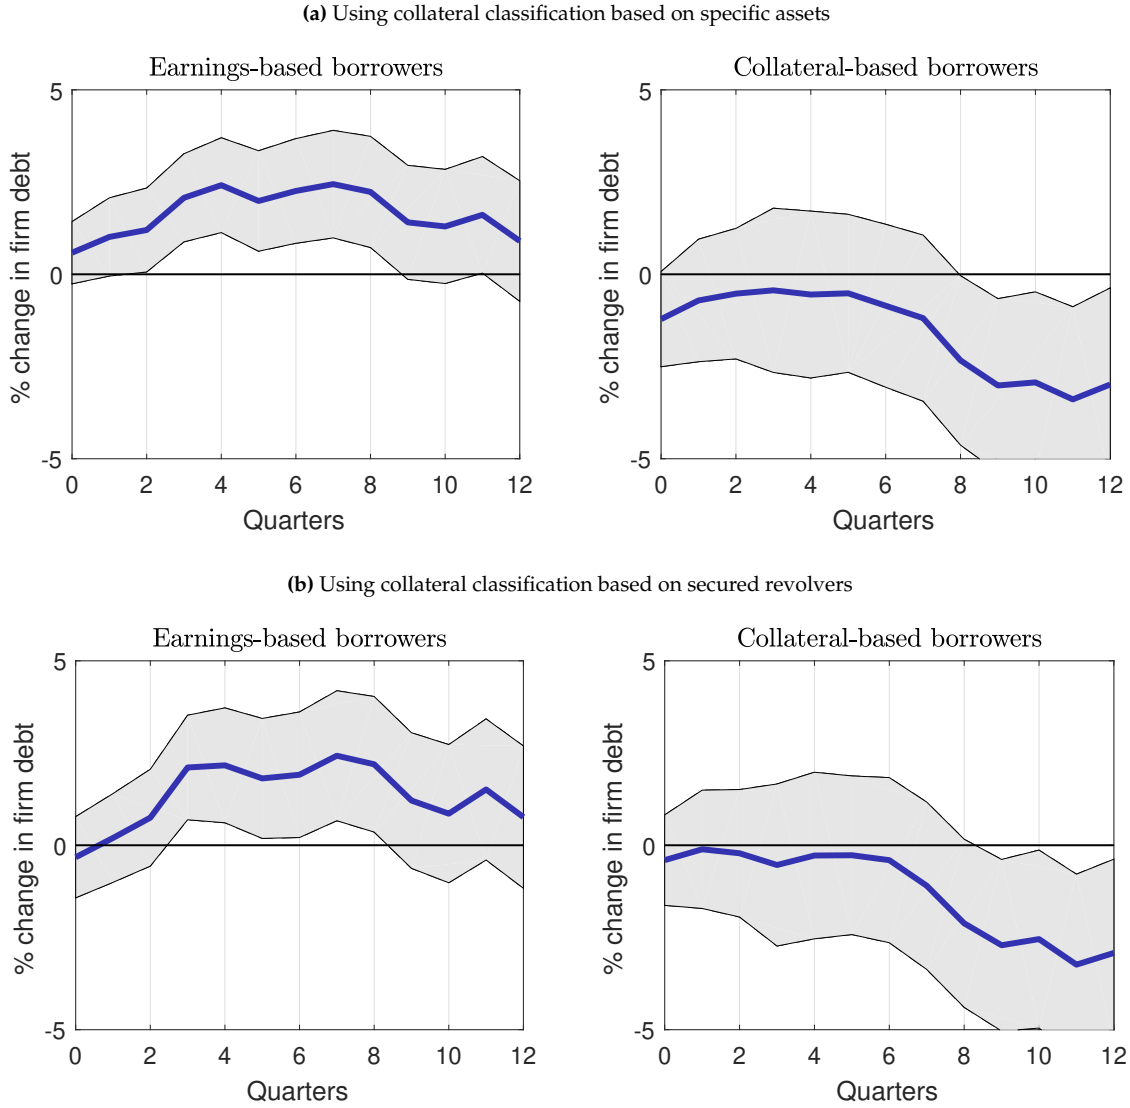 (a) Using collateral classification based on specific assets
Earnings-based borrowers
Collateral-based borrowers
% change in firm debt
5
0
-5
0 2 4 6 8 10 12
Quarters
% change in firm debt
5
0
-5
0 2 4 6 8 10 12
Quarters
(b) Using collateral classification based on secured revolvers
Earnings-based borrowers
Collateral-based borrowers
% change in firm debt
5
0
-5
0 2 4 6 8 10 12
Quarters
% change in firm debt
5
0
-5
0 2 4 6 8 10 12
Quarters